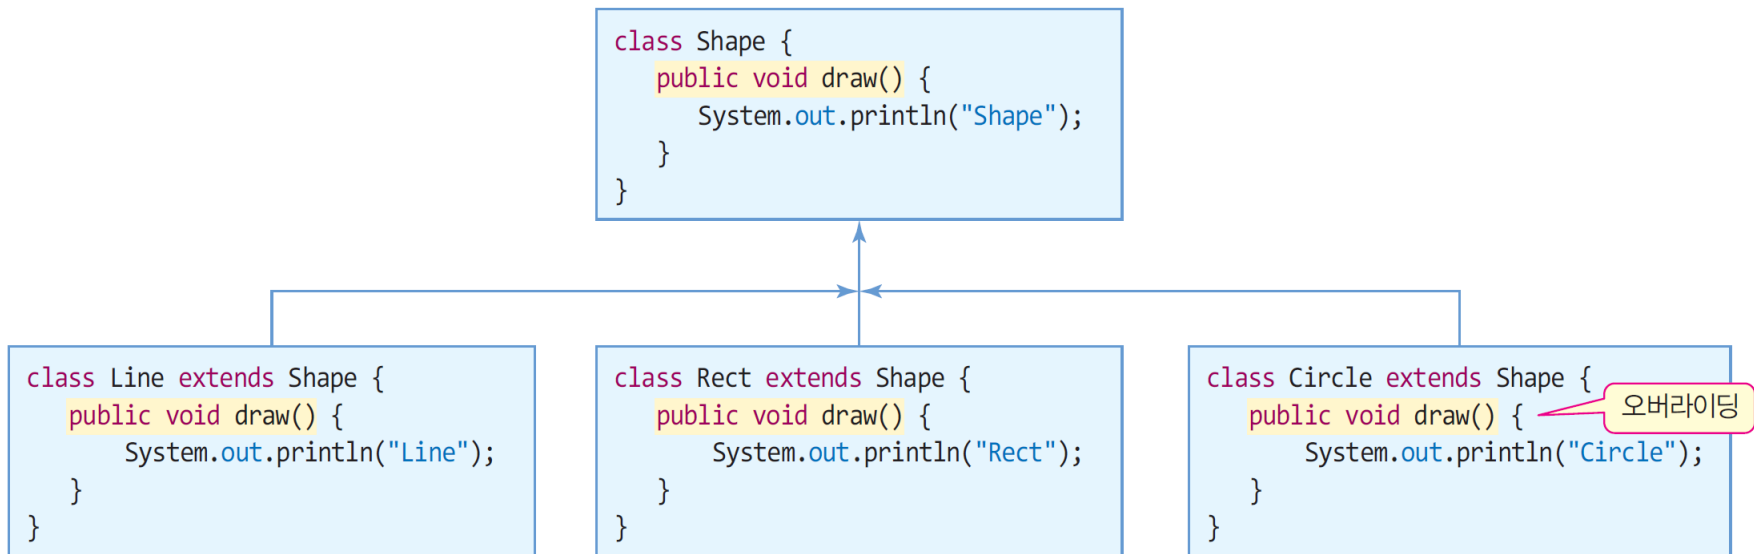 class Shape {
public void draw() {
System.out.println("Shape");
}
}
class Line extends Shape {
public void draw() {
System.out.println("Line");
}
}
class Rect extends Shape {
public void draw() {
System.out.println("Rect");
}
}
class Circle extends Shape {
public void draw() {
오버라이딩
System.out.println("Circle");
}
}